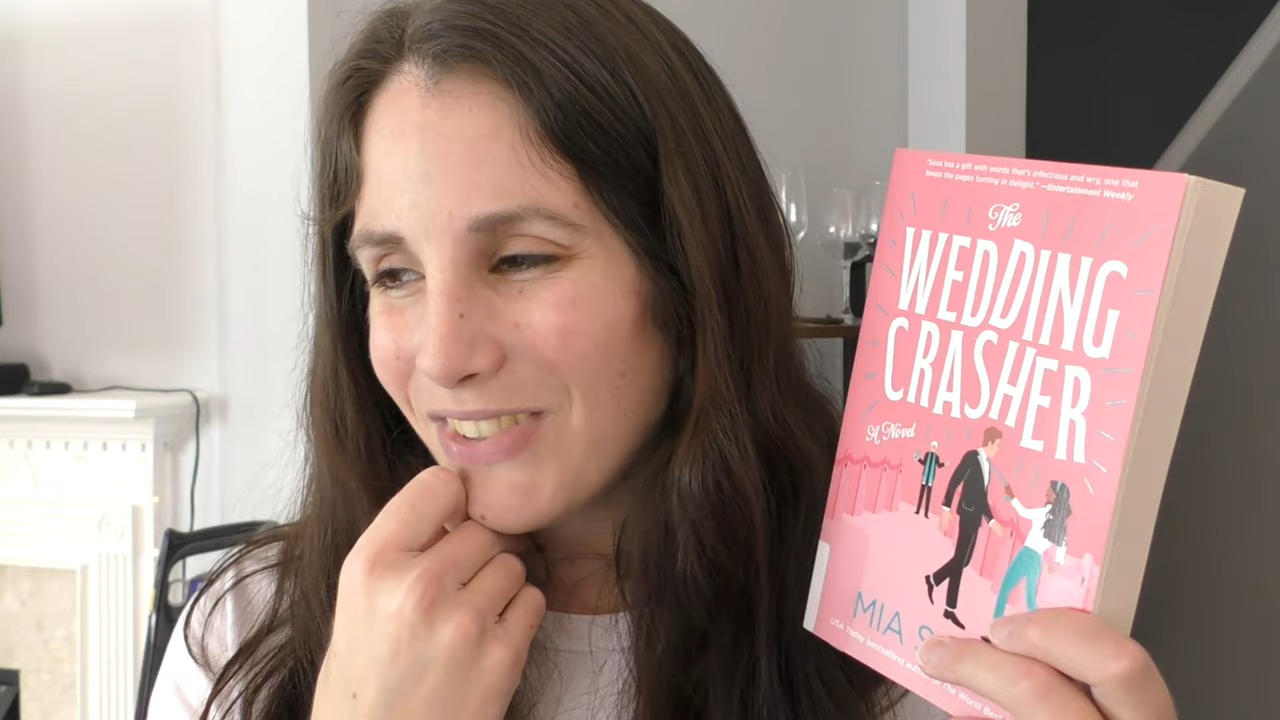 "Sosa has a gift with words that's infectious and wry, one that
keeps the pages turning in delight." —Entertainment Weekly
The
WEDDING
CRASHER
A Novel
MIA S
USA Today bestselling author of The Worst Best